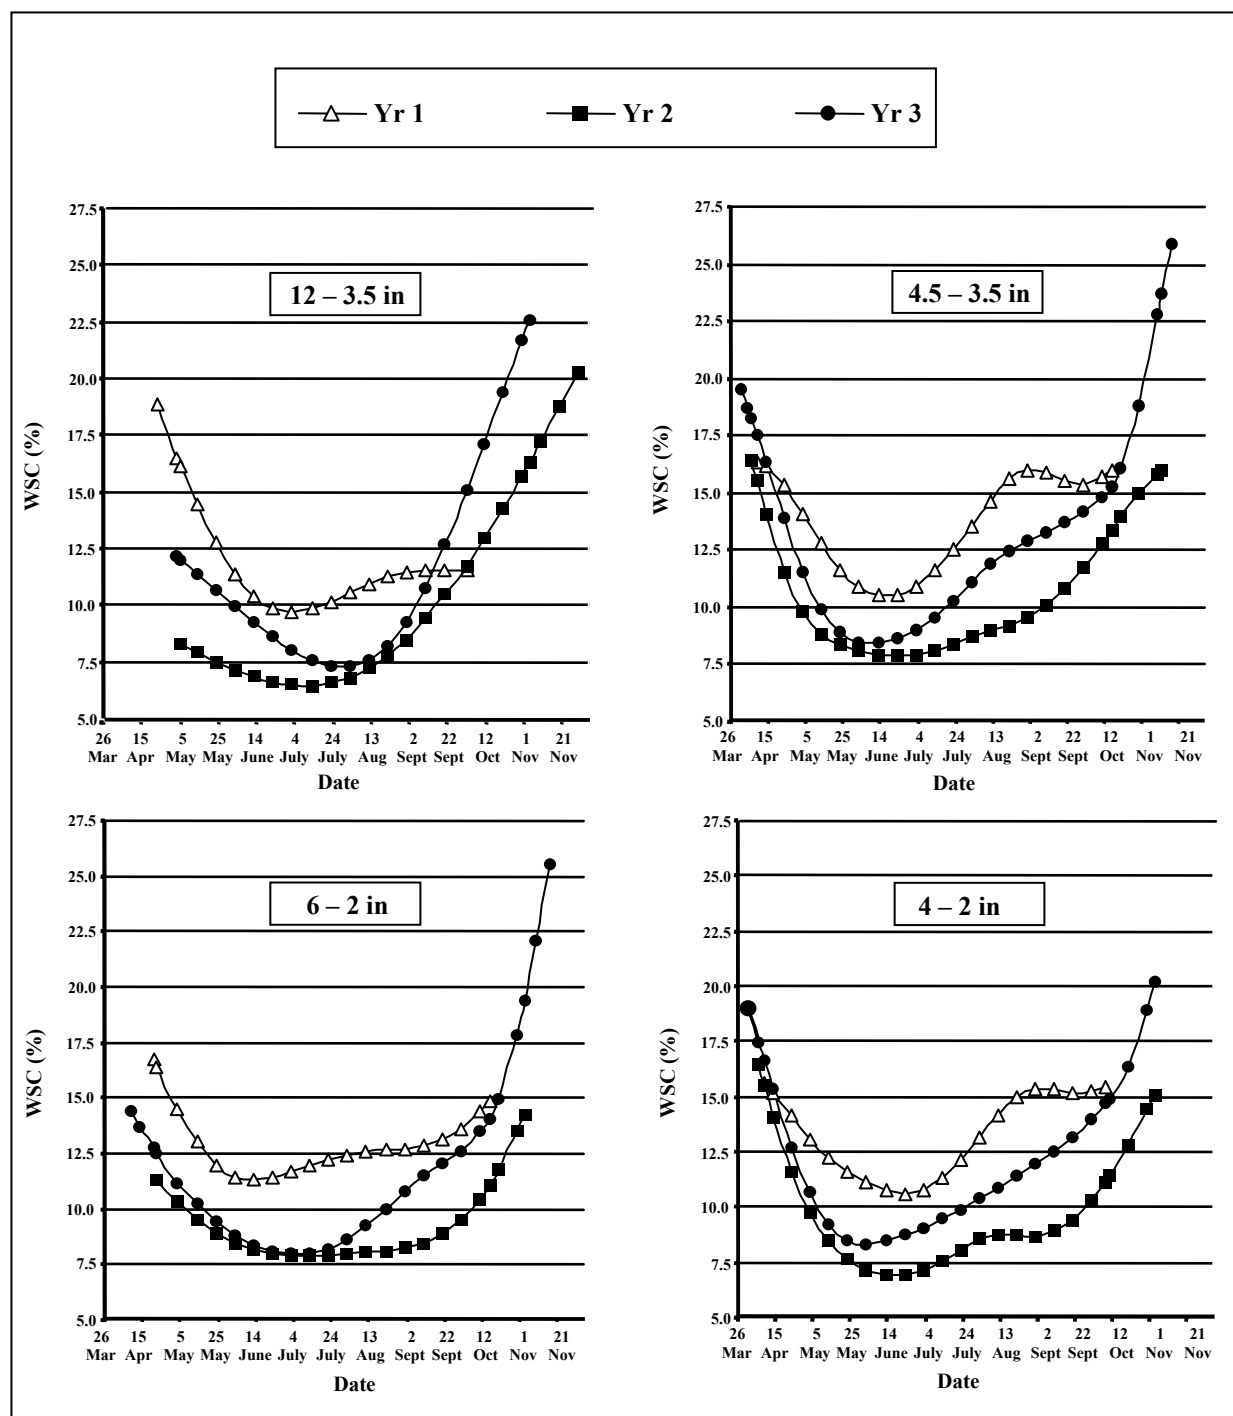 Yr 1 Yr 2 Yr 3
27.5
25.0
22.5
20.0
17.5
15.0
12.5
10.0
7.5
5.0
WSC (%)
12 – 3.5 in
26 15 5 25 14 4 24 13 2 22 12 1 21
Mar Apr May May June July July Aug Sept Sept Oct Nov Nov
Date
27.5
25.0
22.5
20.0
17.5
15.0
12.5
10.0
7.5
5.0
WSC (%)
4.5 – 3.5 in
26 15 5 25 14 4 24 13 2 22 12 1 21
Mar Apr May May June July July Aug Sept Sept Oct Nov Nov
Date
27.5
25.0
22.5
20.0
17.5
15.0
12.5
10.0
7.5
5.0
WSC (%)
6 – 2 in
26 15 5 25 14 4 24 13 2 22 12 1 21
Mar Apr May May June July July Aug Sept Sept Oct Nov Nov
Date
27.5
25.0
22.5
20.0
17.5
15.0
12.5
10.0
7.5
5.0
WSC (%)
4 – 2 in
26 15 5 25 14 4 24 13 2 22 12 1 21
Mar Apr May May June July July Aug Sept Sept Oct Nov Nov
Date